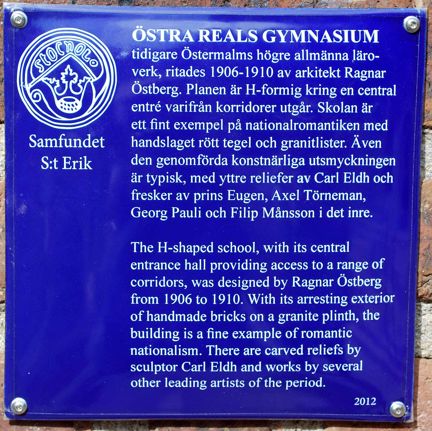 STOCHOL
Samfundet
S:t Erik
ÖSTRA REALS GYMNASIUM
tidigare Östermalms högre allmänna läro-
verk, ritades 1906-1910 av arkitekt Ragnar
Östberg. Planen är H-formig kring en central
entré varifrån korridorer utgår. Skolan är
ett fint exempel på nationalromantiken med
handslaget rött tegel och granitlister. Även
den genomförda konstnärliga utsmyckningen
är typisk, med yttre reliefer av Carl Eldh och
fresker av prins Eugen, Axel Törneman,
Georg Pauli och Filip Månsson i det inre.
The H-shaped school, with its central
entrance hall providing access to a range of
corridors, was designed by Ragnar Östberg
from 1906 to 1910. With its arresting exterior
of handmade bricks on a granite plinth, the
building is a fine example of romantic
nationalism. There are carved reliefs by
sculptor Carl Eldh and works by several
other leading artists of the period.
2012